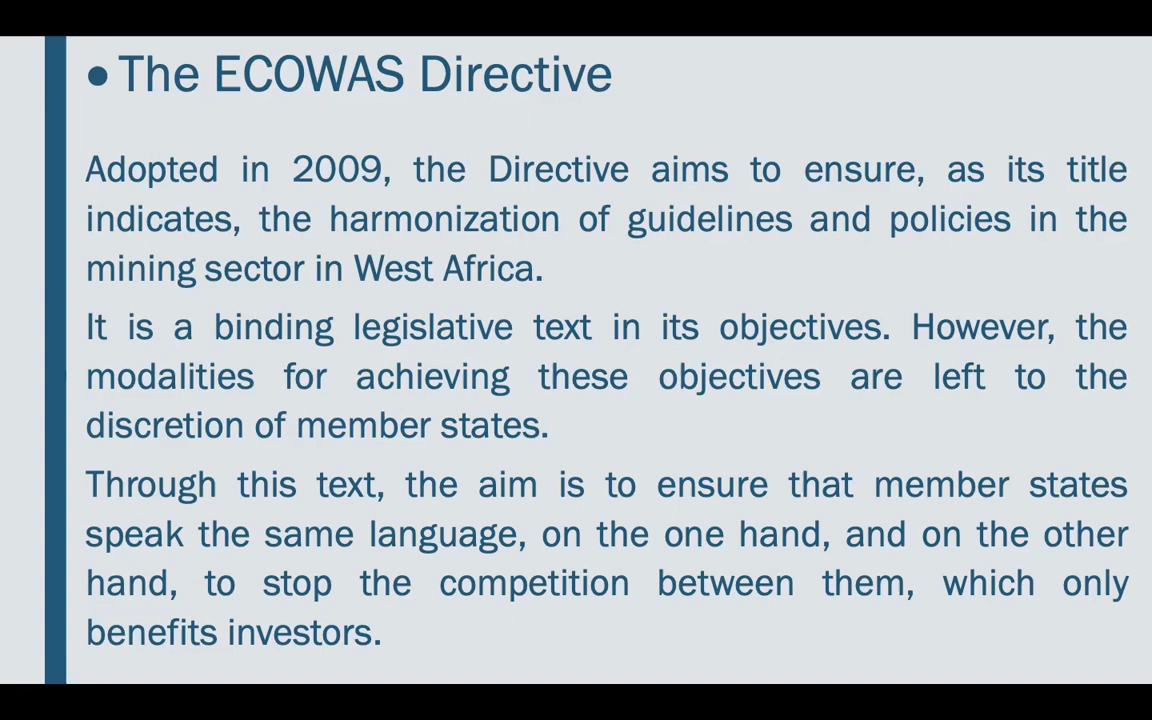 • The ECOWAS Directive
Adopted in 2009, the Directive aims to ensure, as its title
indicates, the harmonization of guidelines and policies in the
mining sector in West Africa.
It is a binding legislative text in its objectives. However, the
modalities for achieving these objectives are left to the
discretion of member states.
Through this text, the aim is to ensure that member states
speak the same language, on the one hand, and on the other
hand, to stop the competition between them, which only
benefits investors.